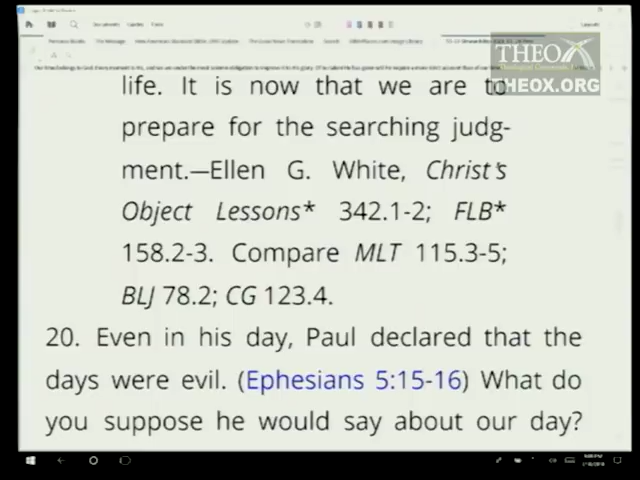 THEOX
THEOX.ORG
life. It is now that we are to
prepare for the searching judg-
ment.—Ellen G. White, Christ's
Object Lessons* 342.1-2; FLB*
158.2-3. Compare MLT 115.3-5;
BLJ 78.2; CG 123.4.
20. Even in his day, Paul declared that the
days were evil. (Ephesians 5:15-16) What do
you suppose he would say about our day?